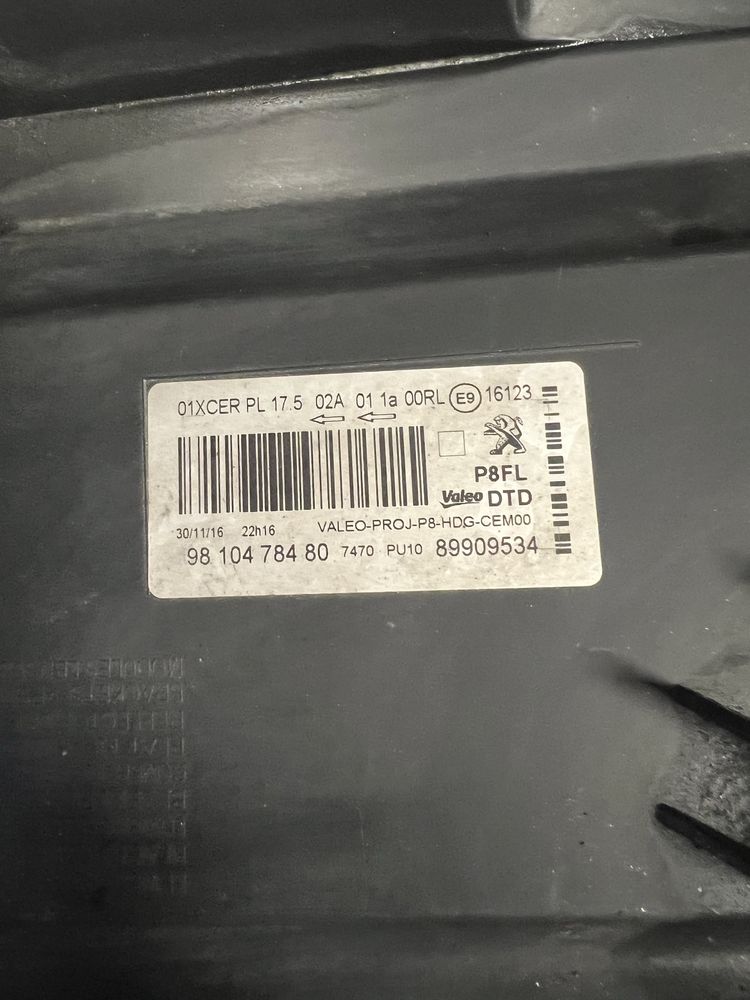 01XCER PL 17.5 02A 01 1a 00RL E9 16123
P8FL
Valeo DTD
30/11/16 22h16 VALEO-PROJ-P8-HDG-CEM00
98 104 784 80 7470 PU10 89909534